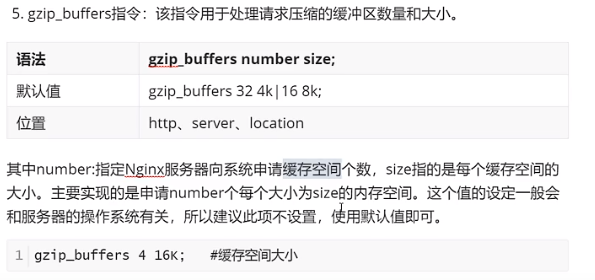 5. gzip_buffers指令：该指令用于处理请求压缩的缓冲区数量和大小。
语法 gzip_buffers number size;
默认值 gzip_buffers 32 4k|16 8k;
位置 http、server、location
其中number:指定Nginx服务器向系统申请缓存空间个数，size指的是每个缓存空间的
大小。主要实现的是申请number个每个大小为size的内存空间。这个值的设定一般会
和服务器的操作系统有关，所以建议此项不设置，使用默认值即可。
1 gzip_buffers 4 16K; #缓存空间大小